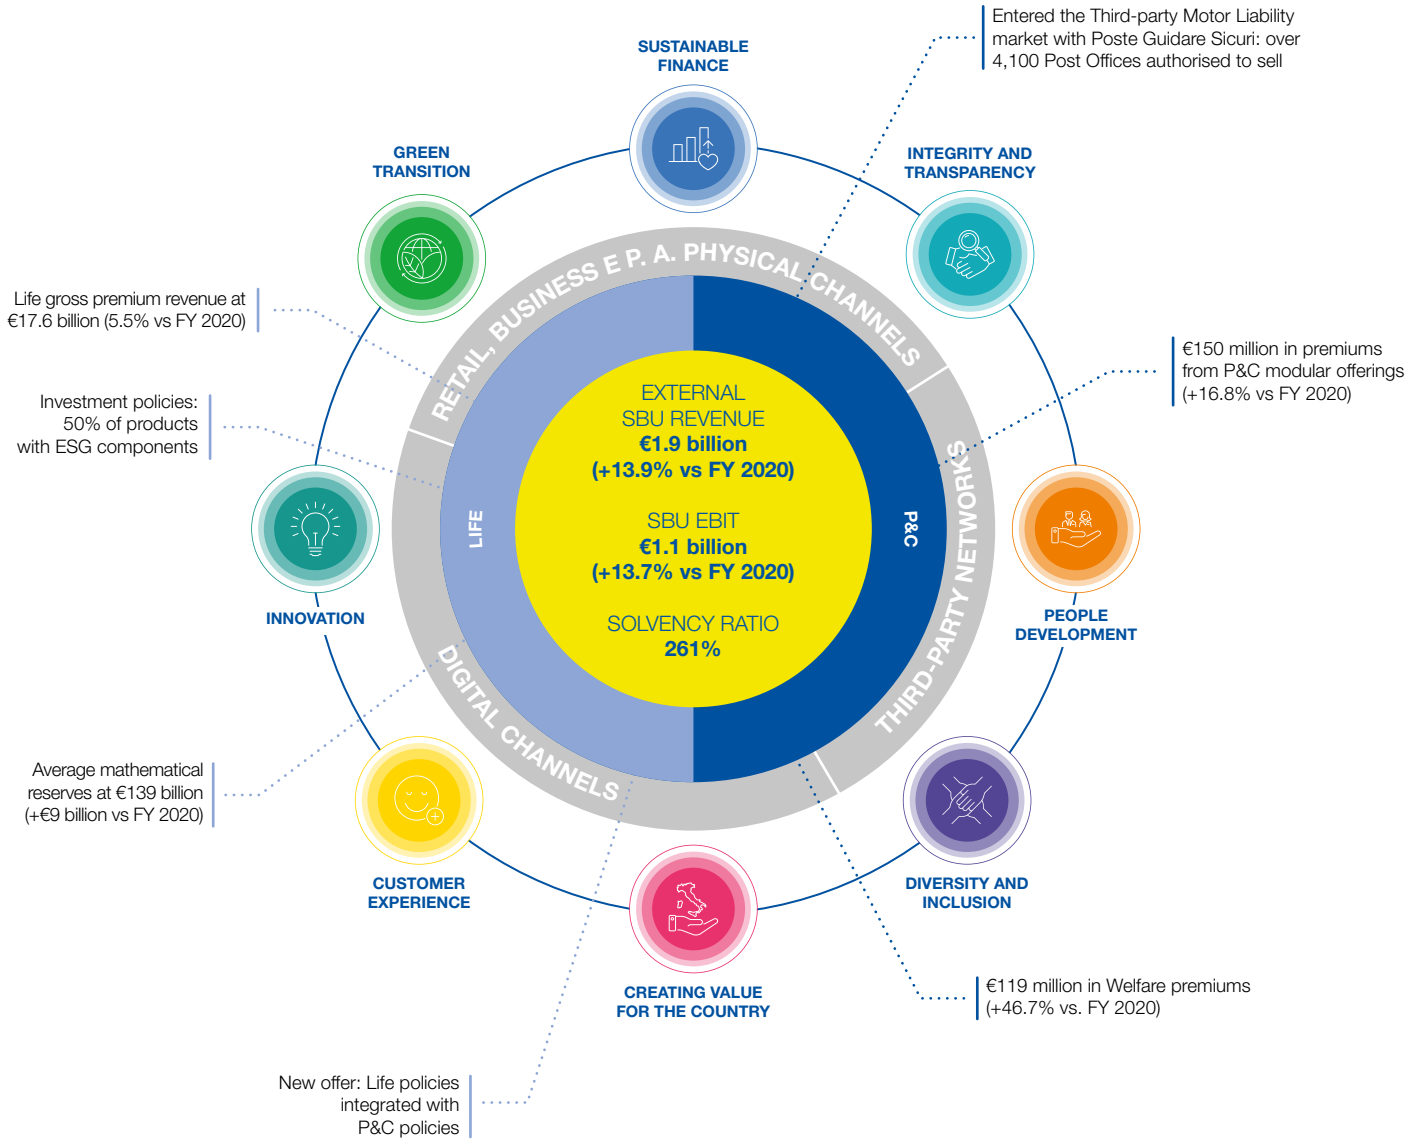 Entered the Third-party Motor Liability
market with Poste Guidare Sicuri: over
4,100 Post Offices authorised to sell
SUSTAINABLE
FINANCE
GREEN
TRANSITION
INTEGRITY AND
TRANSPARENCY
RETAIL, BUSINESS E P. A. PHYSICAL CHANNELS
Life gross premium revenue at
€17.6 billion (5.5% vs FY 2020)
€150 million in premiums
from P&C modular offerings
(+16.8% vs FY 2020)
Investment policies:
50% of products
with ESG components
EXTERNAL
SBU REVENUE
€1.9 billion
(+13.9% vs FY 2020)
SBU EBIT
€1.1 billion
(+13.7% vs FY 2020)
SOLVENCY RATIO
261%
LIFE
P&C
THIRD-PARTY NETWORKS
DIGITAL CHANNELS
INNOVATION
PEOPLE
DEVELOPMENT
Average mathematical
reserves at €139 billion
(+€9 billion vs FY 2020)
CUSTOMER
EXPERIENCE
DIVERSITY AND
INCLUSION
CREATING VALUE
FOR THE COUNTRY
€119 million in Welfare premiums
(+46.7% vs. FY 2020)
New offer: Life policies
integrated with
P&C policies